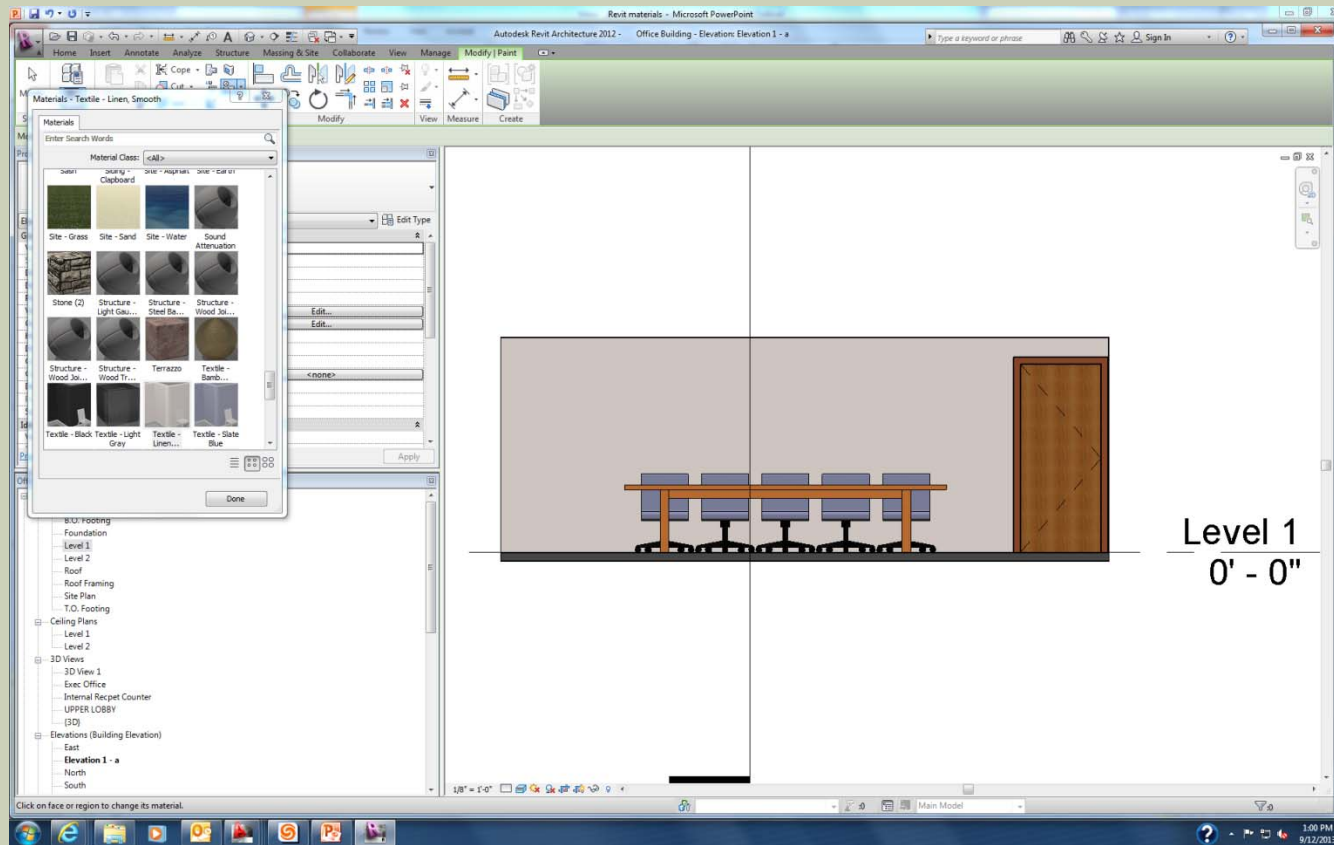 Revit materials - Microsoft PowerPoint
Autodesk Revit Architecture 2012 - Office Building - Elevation: Elevation 1 - a
Type a keyword or phrase
Sign In
Home Insert Annotate Analyze Structure Massing & Site Collaborate View Manage Modify | Paint
Cope
Cut
Modify View Measure Create
Materials - Textile - Linen, Smooth
Materials
Enter Search Words
Material Class: <All>
Satin Siding - Clapboard Site - Asphalt Site - Earth
Site - Grass Site - Sand Site - Water Sound Attenuation
Stone (2) Structure - Light Gau... Structure - Steel Ba... Structure - Wood Joi...
Structure - Wood Joi... Structure - Wood Tr... Terrazzo Textile - Bamb...
Textile - Black Textile - Light Gray Textile - Linen... Textile - Slate Blue
Done
Edit Type
Edit...
Edit...
<none>
Apply
B.O. Footing
Foundation
Level 1
Level 2
Roof
Roof Framing
Site Plan
T.O. Footing
Ceiling Plans
Level 1
Level 2
3D Views
3D View 1
Exec Office
Internal Recpet Counter
UPPER LOBBY
{3D}
Elevations (Building Elevation)
East
Elevation 1 - a
North
South
Level 1
0' - 0"
1/8" = 1'-0"
Click on face or region to change its material.
:0
Main Model
:0
1:00 PM